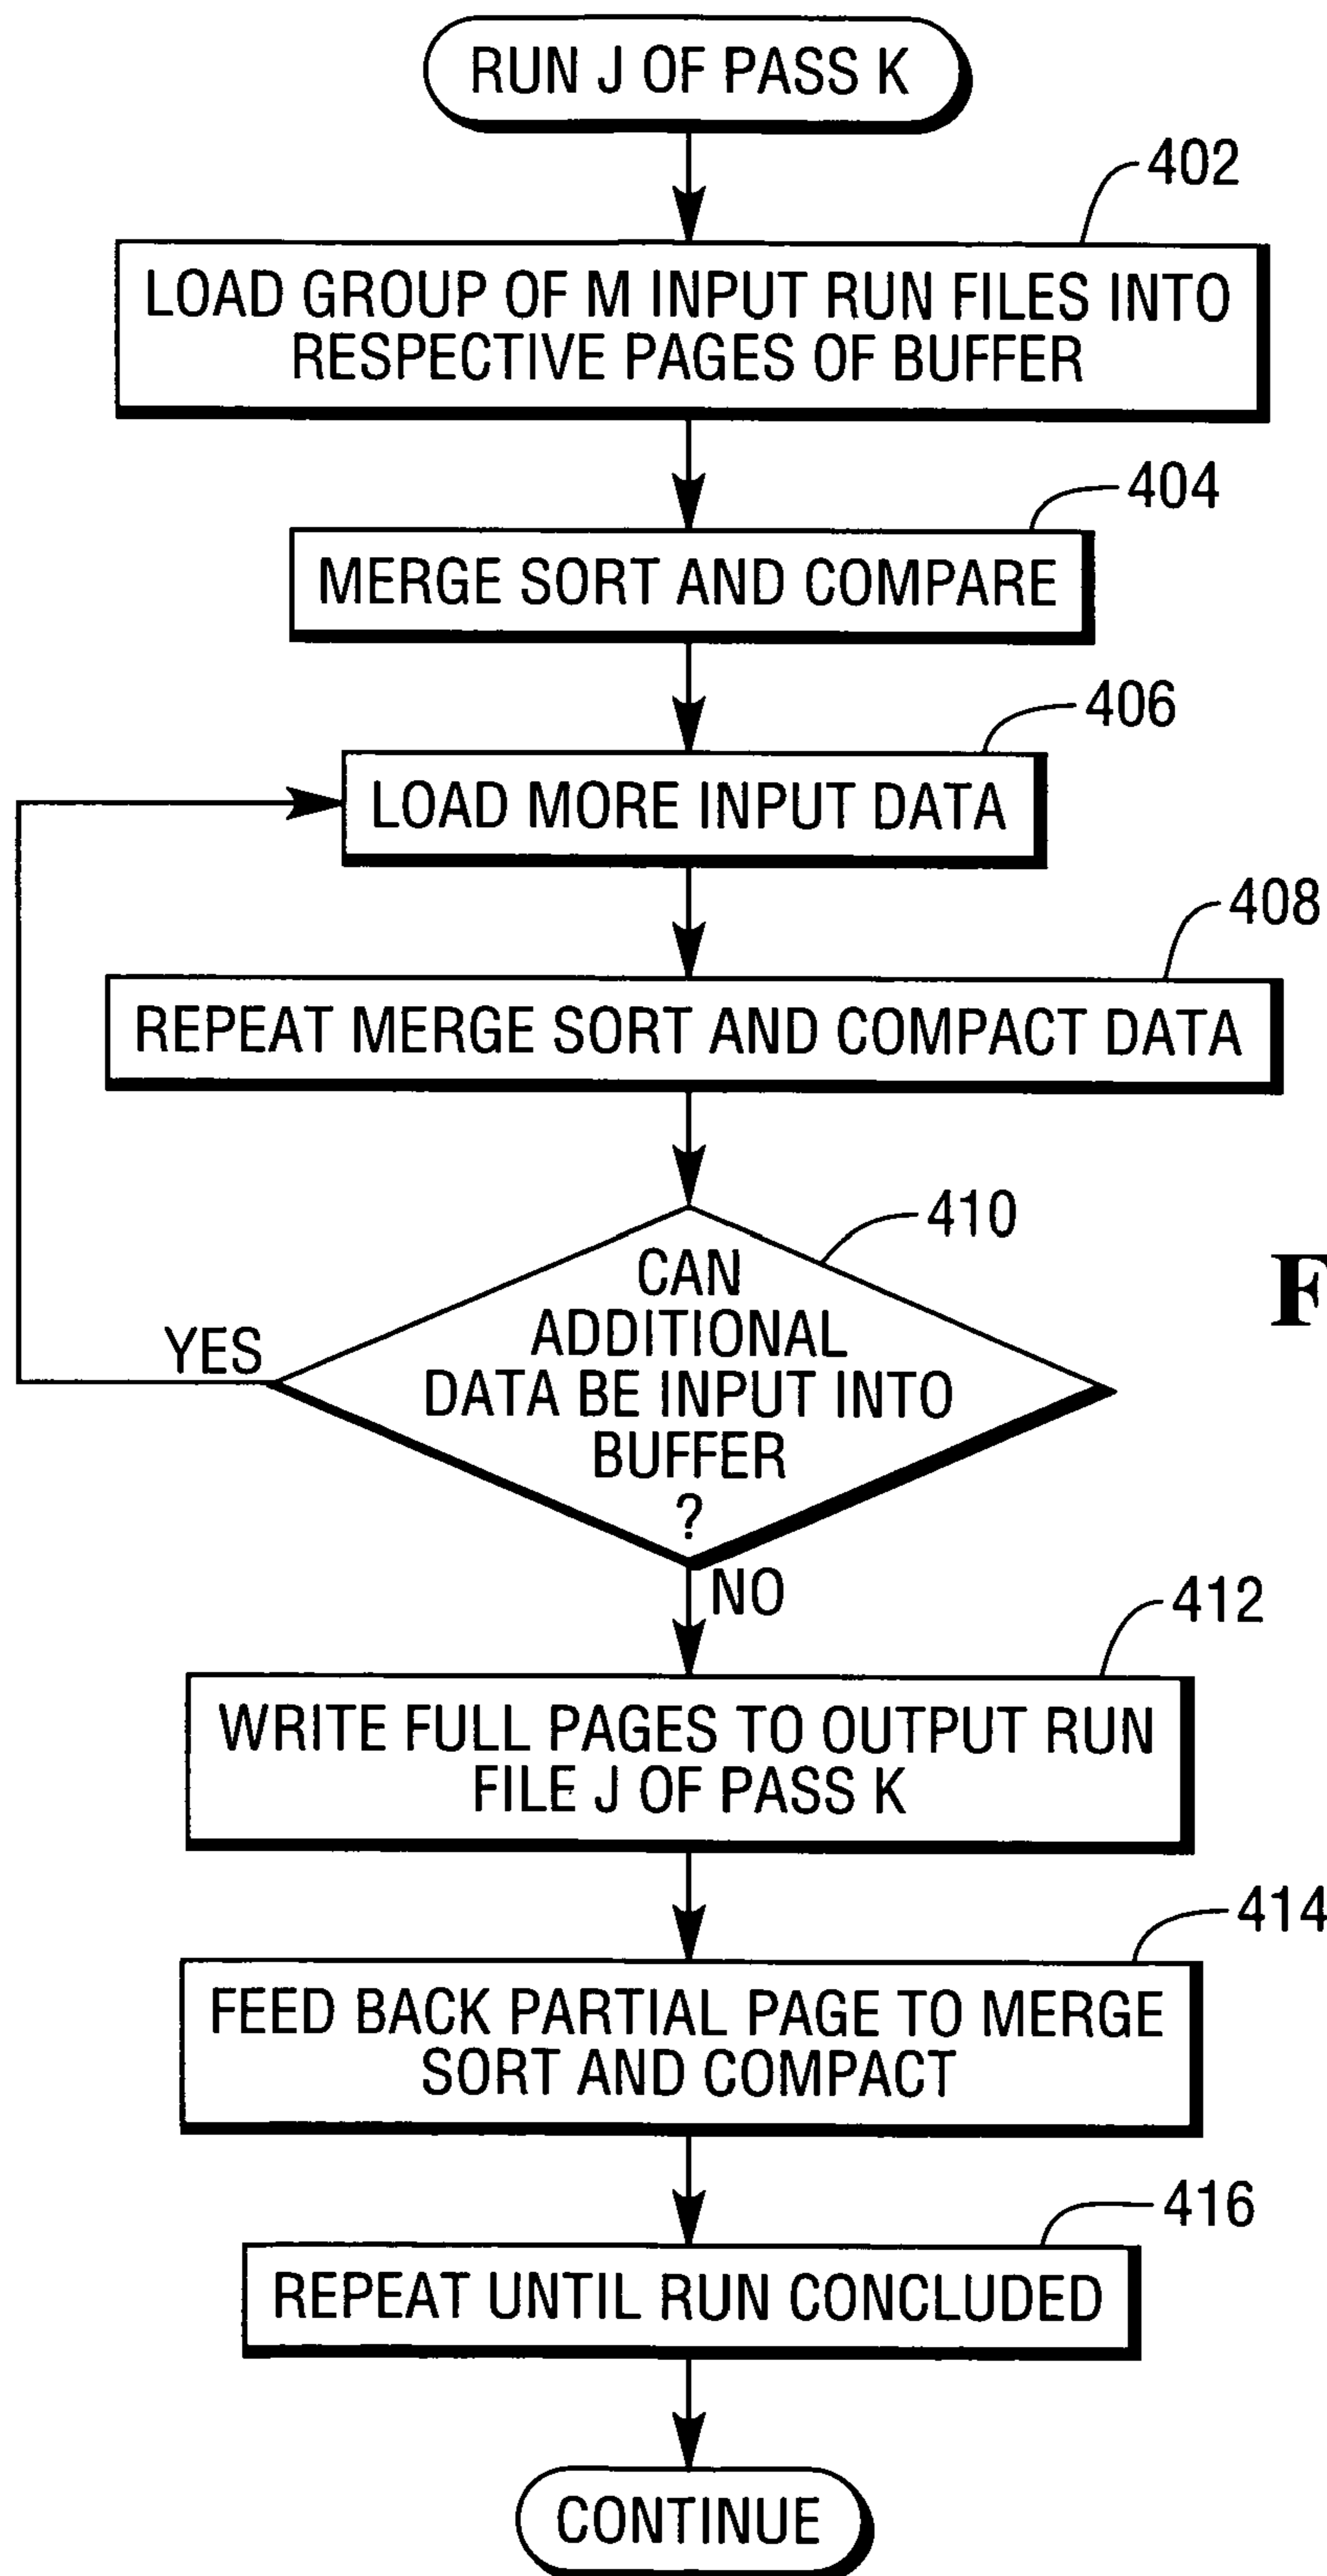 RUN J OF PASS K
402
LOAD GROUP OF M INPUT RUN FILES INTO
RESPECTIVE PAGES OF BUFFER
404
MERGE SORT AND COMPARE
406
LOAD MORE INPUT DATA
408
REPEAT MERGE SORT AND COMPACT DATA
410
CAN
ADDITIONAL
DATA BE INPUT INTO
BUFFER
?
YES
F
NO
412
WRITE FULL PAGES TO OUTPUT RUN
FILE J OF PASS K
414
FEED BACK PARTIAL PAGE TO MERGE
SORT AND COMPACT
416
REPEAT UNTIL RUN CONCLUDED
CONTINUE